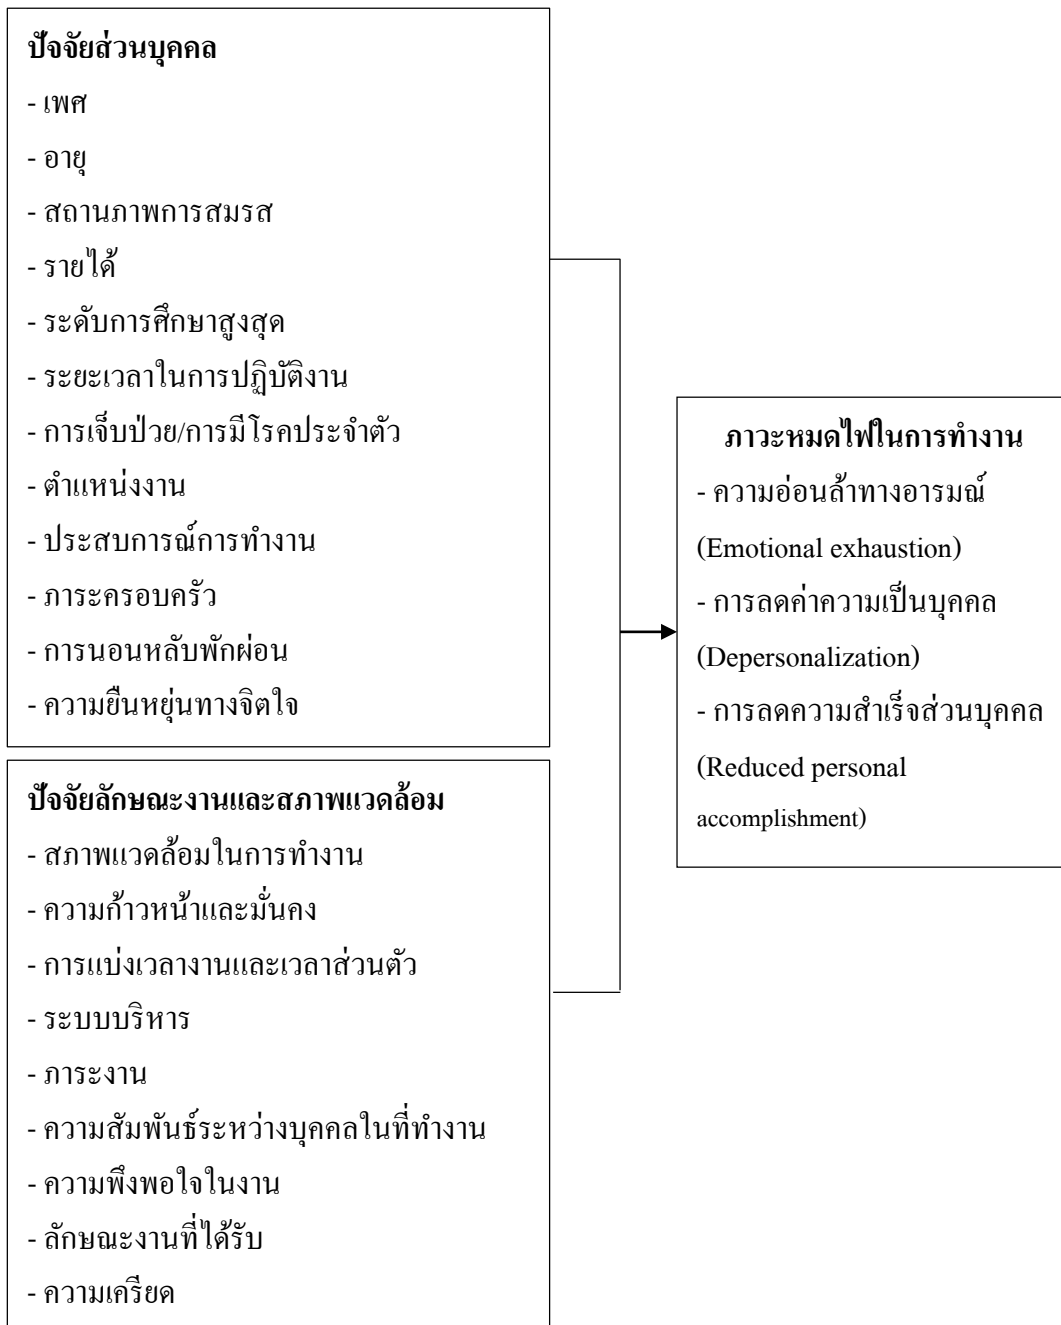 ปัจจัยส่วนบุคคล
- เพศ
- อายุ
- สถานภาพการสมรส
- รายได้
- ระดับการศึกษาสูงสุด
- ระยะเวลาในการปฏิบัติงาน
- การเจ็บป่วย/การมีโรคประจำตัว
- ตำแหน่งงาน
- ประสบการณ์การทำงาน
- ภาระครอบครัว
- การนอนหลับพักผ่อน
- ความยืนหยุ่นทางจิตใจ
ปัจจัยลักษณะงานและสภาพแวดล้อม
- สภาพแวดล้อมในการทำงาน
- ความก้าวหน้าและมั่นคง
- การแบ่งเวลางานและเวลาส่วนตัว
- ระบบบริหาร
- ภาระงาน
- ความสัมพันธ์ระหว่างบุคคลในที่ทำงาน
- ความพึงพอใจในงาน
- ลักษณะงานที่ได้รับ
- ความเครียด
ภาวะหมดไฟในการทำงาน
- ความอ่อนล้าทางอารมณ์
(Emotional exhaustion)
- การลดค่าความเป็นบุคคล
(Depersonalization)
- การลดความสำเร็จส่วนบุคคล
(Reduced personal
accomplishment)